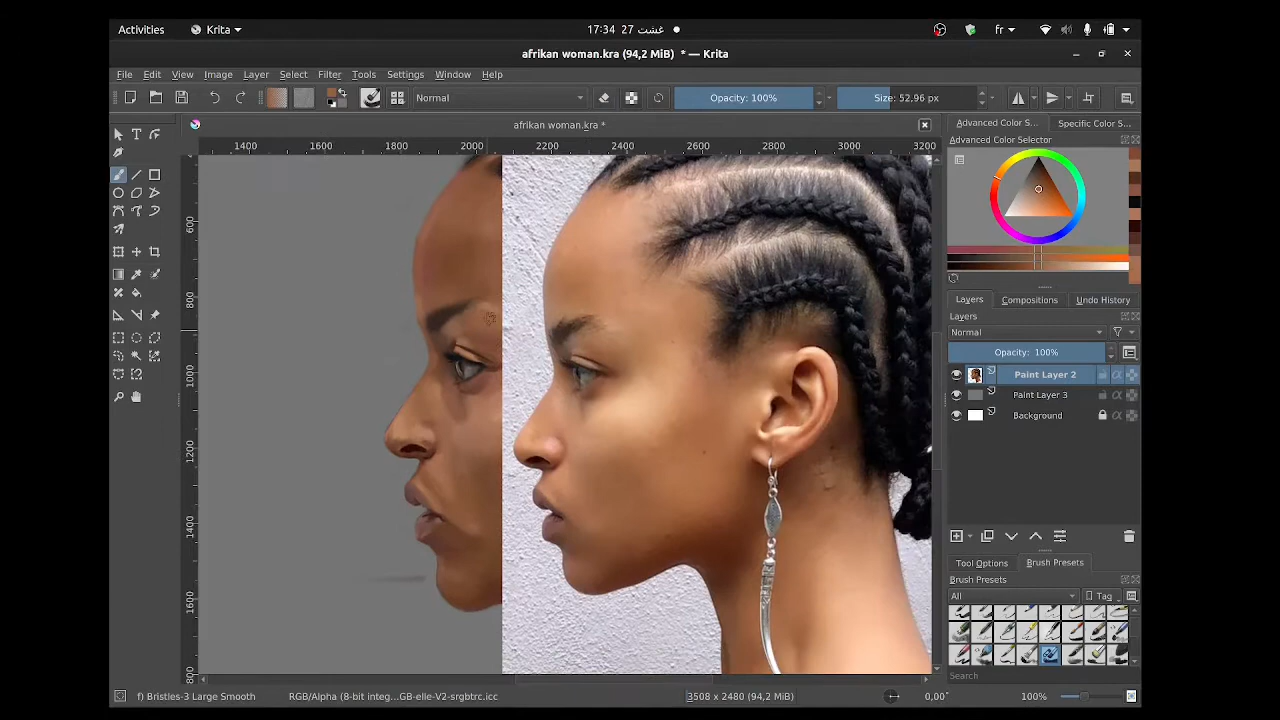 Activities Krita 17:34 27 غشت fr
afrikan woman.kra (94,2 MiB) * — Krita
File Edit View Image Layer Select Filter Tools Settings Window Help
Normal Opacity: 100% Size: 52,96 px
afrikan woman.kra * Advanced Color S... Specific Color S...
Advanced Color Selector
1400 1600 1800 2000 2200 2400 2600 2800 3000 3200
600
800
1000
1200
1400
1600
800
Layers Compositions Undo History
Layers
Normal
Opacity: 100%
Paint Layer 2
Paint Layer 3
Background
Tool Options Brush Presets
Brush Presets
All Tag
Search
f) Bristles-3 Large Smooth RGB/Alpha (8-bit integ...GB-elle-V2-srgbtrc.icc 3508 x 2480 (94,2 MiB) 0,00° 100%